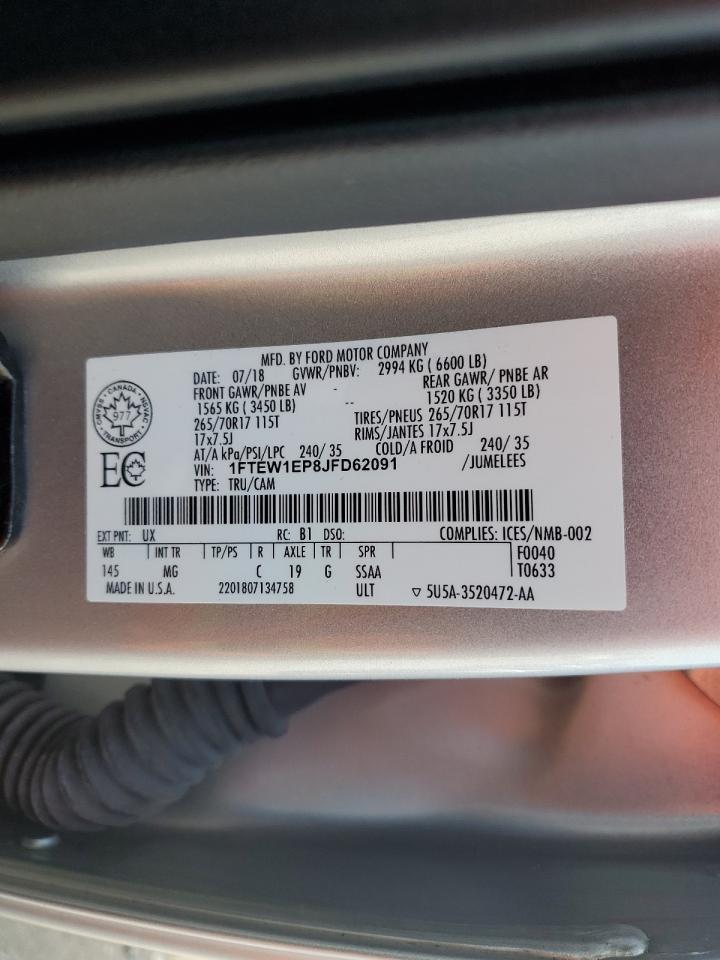 MFD. BY FORD MOTOR COMPANY
DATE: 07/18 GVWR/PNBV: 2994 KG ( 6600 LB)
FRONT GAWR/PNBE AV - REAR GAWR/ PNBE AR
1565 KG ( 3450 LB) -- 1520 KG ( 3350 LB)
265/70R17 115T TIRES/PNEUS 265/70R17 115T
17x7.5J RIMS/JANTES 17x7.5J
AT/A kPa/PSI/LPC 240/ 35 COLD/A FROID 240/ 35
VIN: 1FTEW1EP8JFD62091 /JUMELEES
TYPE: TRU/CAM
CANADA
CMVSS NSVAC
977
TRANSPORT
EC
EXT PNT: UX RC: B1 DSO: COMPLIES: ICES/NMB-002
WB INT TR TP/PS R AXLE TR SPR F0040
145 MG C 19 G SSAA T0633
MADE IN U.S.A. 2201807134758 ULT ▽ 5U5A-3520472-AA